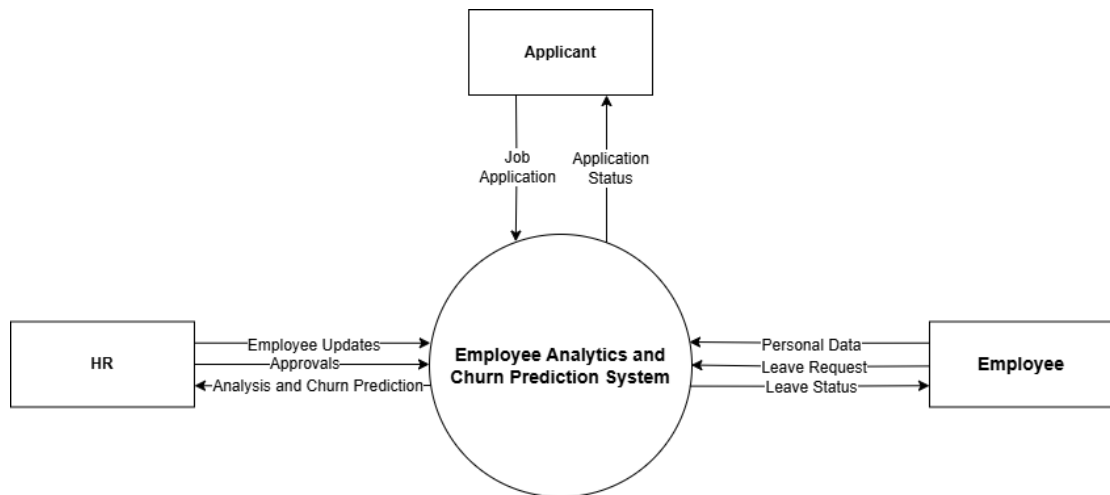 Applicant
Job
Application
Application
Status
HR
Employee Updates
Approvals
Analysis and Churn Prediction
Employee Analytics and
Churn Prediction System
Personal Data
Leave Request
Leave Status
Employee